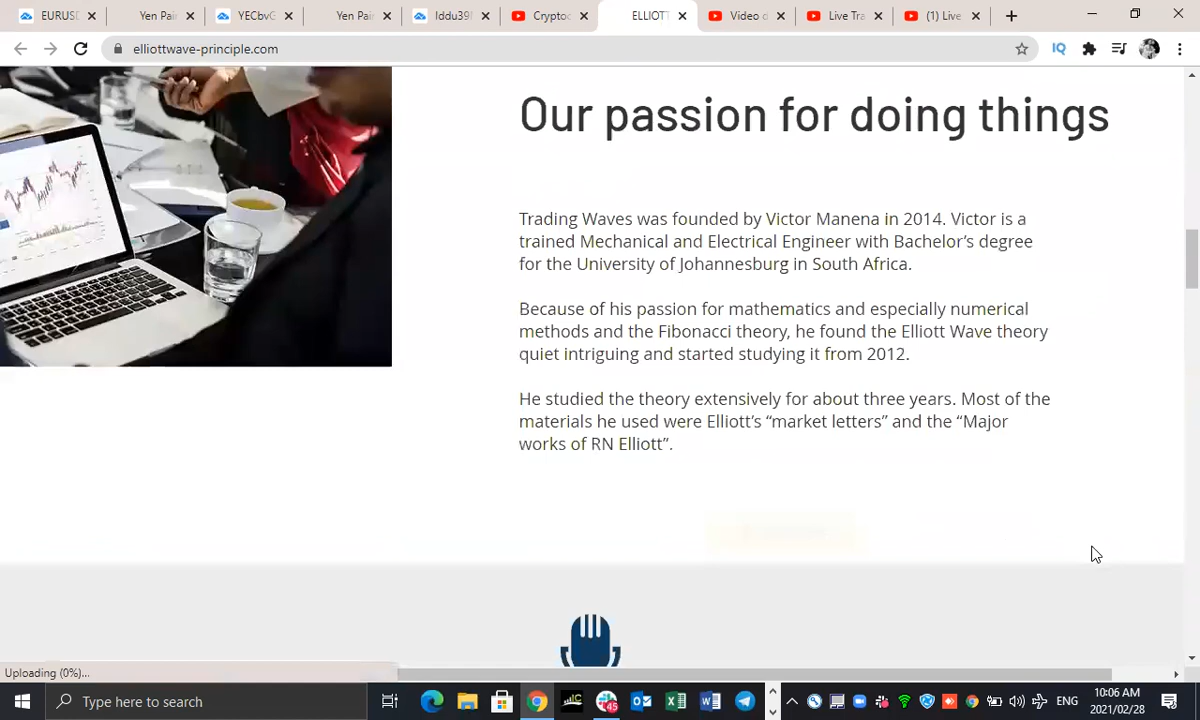 EURUSD
Yen Pair
YECbvG
Yen Pair
Iddu39
Crypto
ELLIOTT
Video d
Live Tra
(1) Live
elliottwave-principle.com
IQ
Our passion for doing things
Trading Waves was founded by Victor Manena in 2014. Victor is a
trained Mechanical and Electrical Engineer with Bachelor's degree
for the University of Johannesburg in South Africa.
Because of his passion for mathematics and especially numerical
methods and the Fibonacci theory, he found the Elliott Wave theory
quiet intriguing and started studying it from 2012.
He studied the theory extensively for about three years. Most of the
materials he used were Elliott's “market letters” and the “Major
works of RN Elliott”.
Uploading (0%)...
Type here to search
45
ENG
10:06 AM
2021/02/28